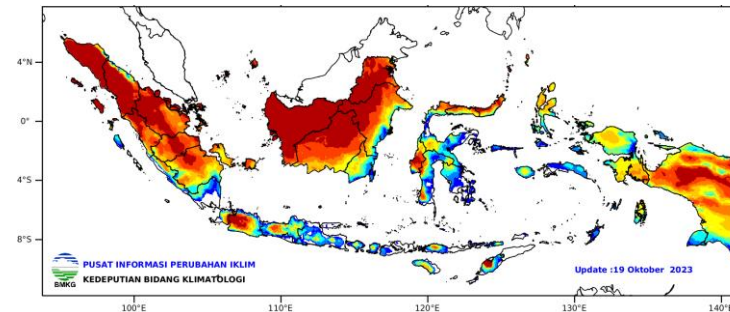 4°N
0°
4°S
8°S
PUSAT INFORMASI PERUBAHAN IKLIM
KEDEPUTIAN BIDANG KLIMATOLOGI
BMKG
Update :19 Oktober 2023
100°E
110°E
120°E
130°E
140°E